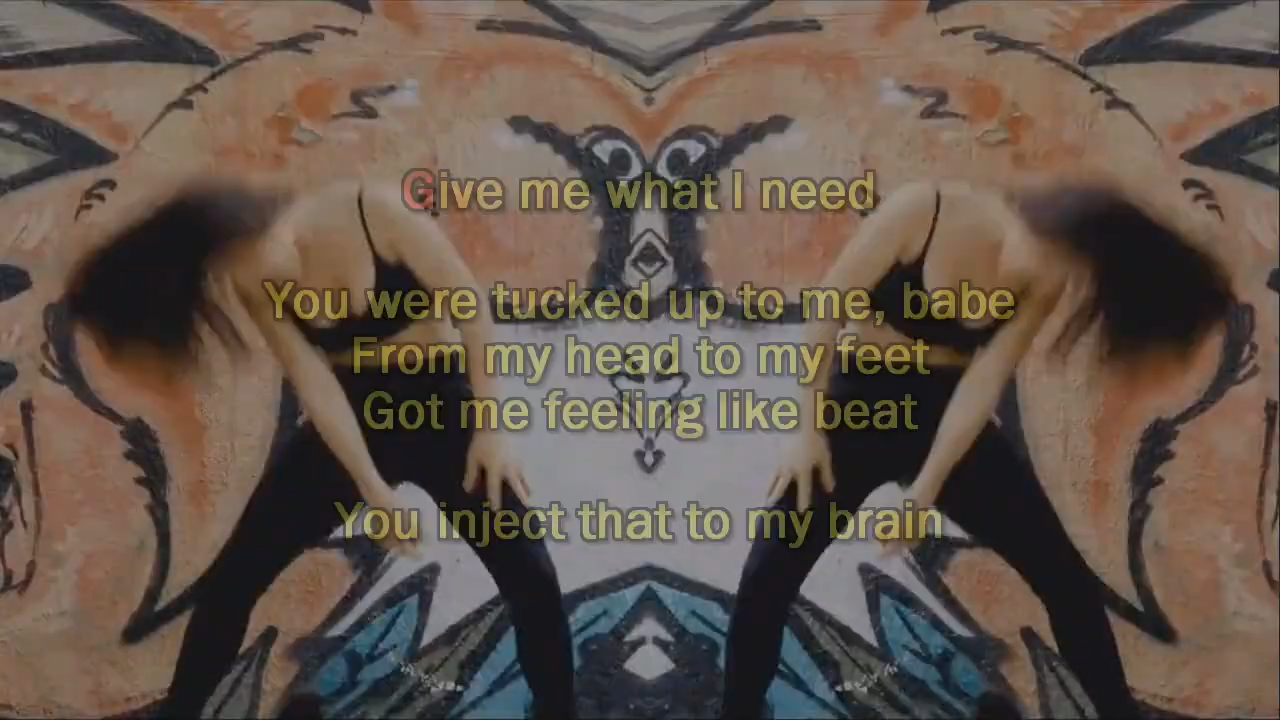 Give me what I need
You were tucked up to me, babe
From my head to my feet
Got me feeling like beat
You inject that to my brain